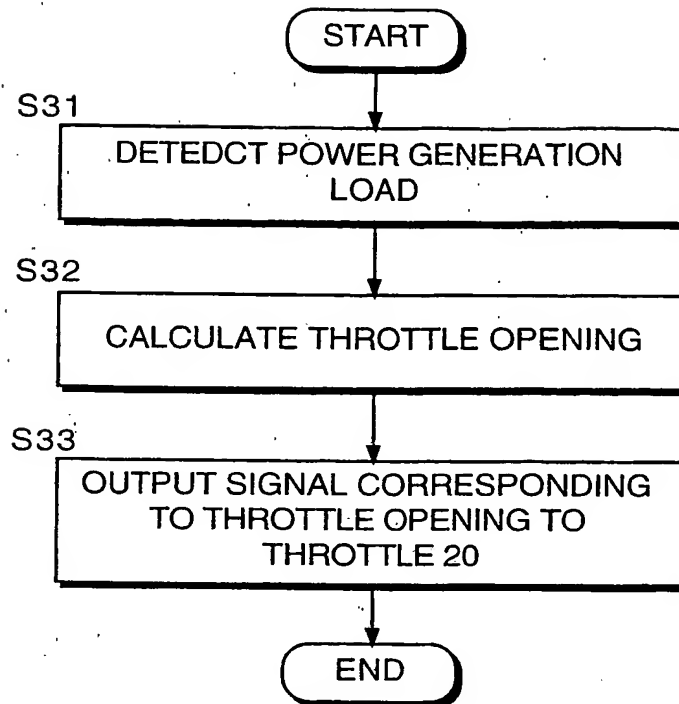 START
S31
DETEDCT POWER GENERATION
LOAD
S32
CALCULATE THROTTLE OPENING
S33
OUTPUT SIGNAL CORRESPONDING
TO THROTTLE OPENING TO
THROTTLE 20
END